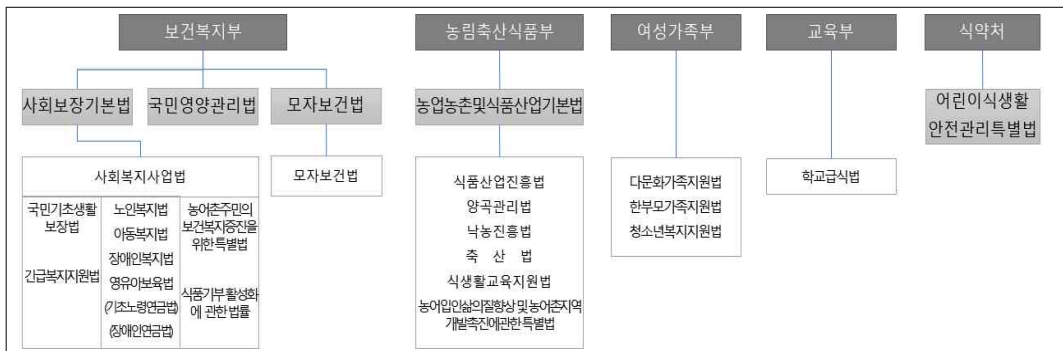 보건복지부
농림축산식품부
여성가족부
교육부
식약처
사회보장기본법
국민영양관리법
모자보건법
농업농촌및식품산업기본법
어린이식생활
안전관리특별법
사회복지사업법
국민기초생활
보장법
긴급복지지원법
노인복지법
아동복지법
장애인복지법
영유아보육법
(기초노령연금법)
(장애인연금법)
농어촌주민의
보건복지증진을
위한 특별법
식품기부 활성화
에 관한 법률
모자보건법
식품산업진흥법
양곡관리법
낙농진흥법
축 산 법
식생활교육지원법
농어입인삶의질향상 및 농어촌지역
개발촉진에관한 특별법
다문화가족지원법
한부모가족지원법
청소년복지지원법
학교급식법